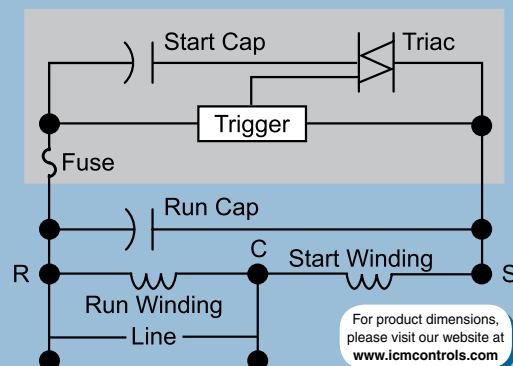 Start Cap
Triac
Trigger
Fuse
Run Cap
R
C
Start Winding
S
Run Winding
Line
For product dimensions,
please visit our website at
www.icmcontrols.com